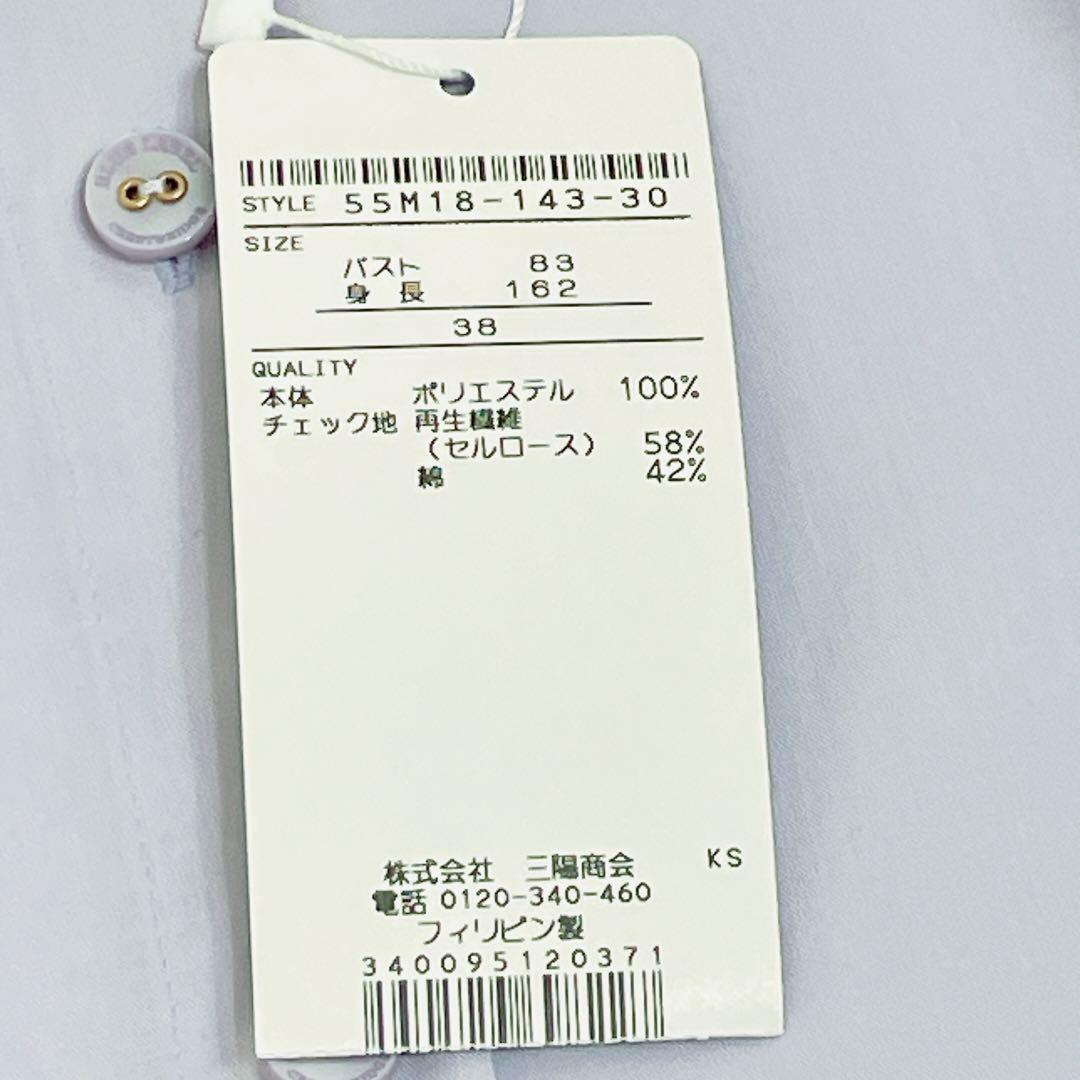 BLUE LABEL
STYLE 55M18-143-30
SIZE
バスト 83
身長 162
38
QUALITY
本体 ポリエステル 100%
チェック地 再生繊維
（セルロース） 58%
綿 42%
株式会社 三陽商会 KS
電話 0120-340-460
フィリピン製
340095120371